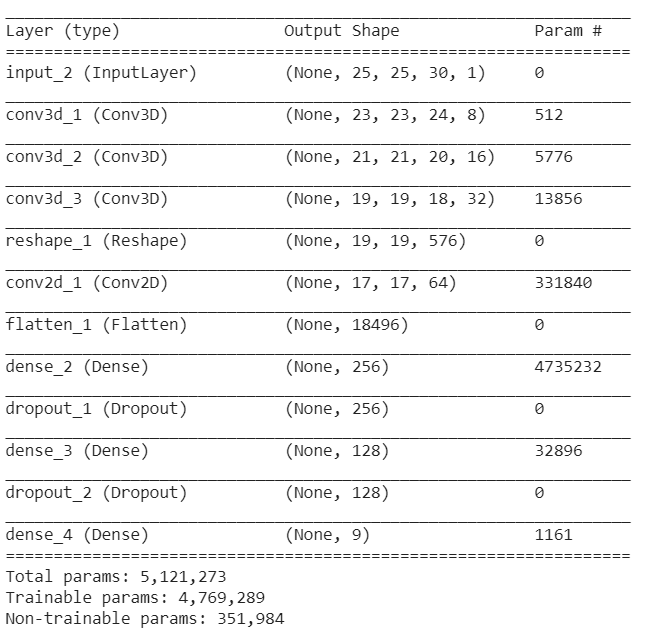 Layer (type) Output Shape Param #
=================================================================
input_2 (InputLayer) (None, 25, 25, 30, 1) 0
_________________________________________________________________
conv3d_1 (Conv3D) (None, 23, 23, 24, 8) 512
_________________________________________________________________
conv3d_2 (Conv3D) (None, 21, 21, 20, 16) 5776
_________________________________________________________________
conv3d_3 (Conv3D) (None, 19, 19, 18, 32) 13856
_________________________________________________________________
reshape_1 (Reshape) (None, 19, 19, 576) 0
_________________________________________________________________
conv2d_1 (Conv2D) (None, 17, 17, 64) 331840
_________________________________________________________________
flatten_1 (Flatten) (None, 18496) 0
_________________________________________________________________
dense_2 (Dense) (None, 256) 4735232
_________________________________________________________________
dropout_1 (Dropout) (None, 256) 0
_________________________________________________________________
dense_3 (Dense) (None, 128) 32896
_________________________________________________________________
dropout_2 (Dropout) (None, 128) 0
_________________________________________________________________
dense_4 (Dense) (None, 9) 1161
=================================================================
Total params: 5,121,273
Trainable params: 4,769,289
Non-trainable params: 351,984